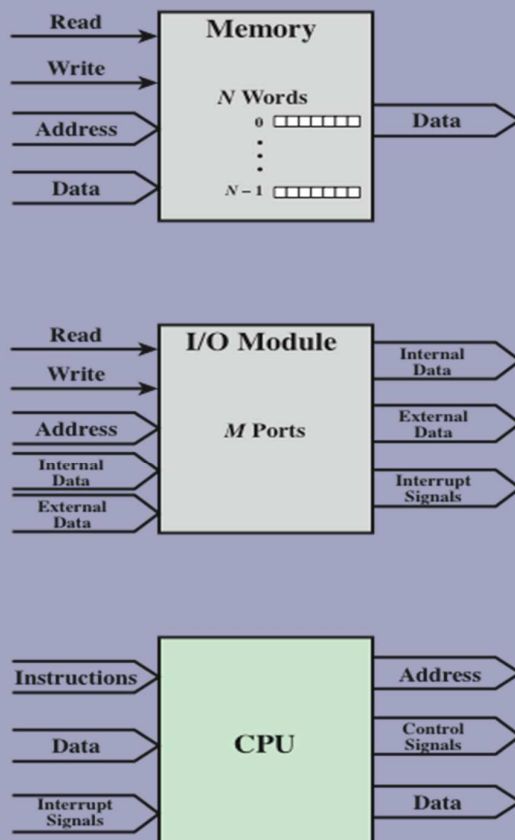 Read
Write
Address
Data
Memory
N Words
0
N – 1
Data
Read
Write
Address
Internal
Data
External
Data
I/O Module
M Ports
Internal
Data
External
Data
Interrupt
Signals
Instructions
Data
Interrupt
Signals
CPU
Address
Control
Signals
Data